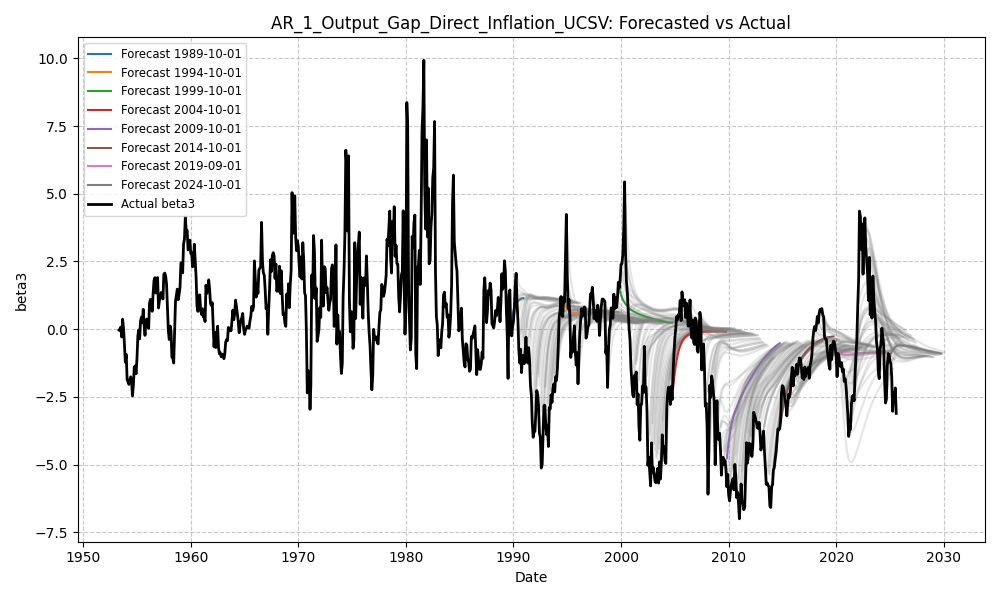 AR_1_Output_Gap_Direct_Inflation_UCSV: Forecasted vs Actual
Forecast 1989-10-01
Forecast 1994-10-01
Forecast 1999-10-01
Forecast 2004-10-01
Forecast 2009-10-01
Forecast 2014-10-01
Forecast 2019-09-01
Forecast 2024-10-01
Actual beta3
beta3
10.0
7.5
5.0
2.5
0.0
−2.5
−5.0
−7.5
1950 1960 1970 1980 1990 2000 2010 2020 2030
Date